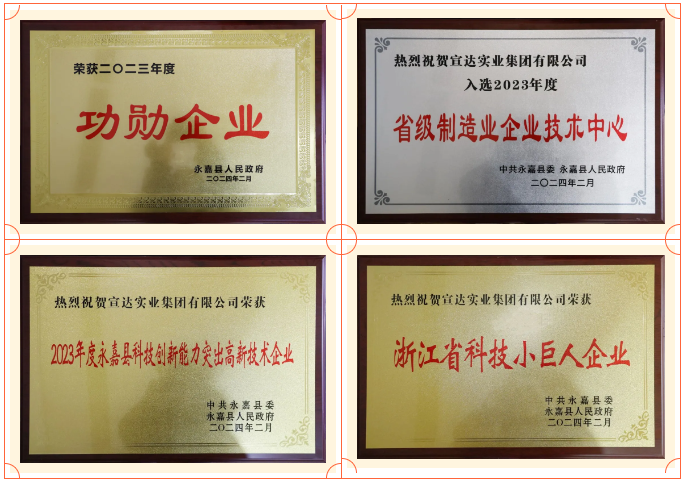 荣获二〇二三年度
功勋企业
永嘉县人民政府
二〇二四年二月
热烈祝贺宣达实业集团有限公司
入选2023年度
省级制造业企业技术中心
中共永嘉县委 永嘉县人民政府
二〇二四年二月
热烈祝贺宣达实业集团有限公司荣获
2023年度永嘉县科技创新能力突出高新技术企业
中共永嘉县委
永嘉县人民政府
二〇二四年二月
热烈祝贺宣达实业集团有限公司荣获
浙江省科技小巨人企业
中共永嘉县委
永嘉县人民政府
二〇二四年二月